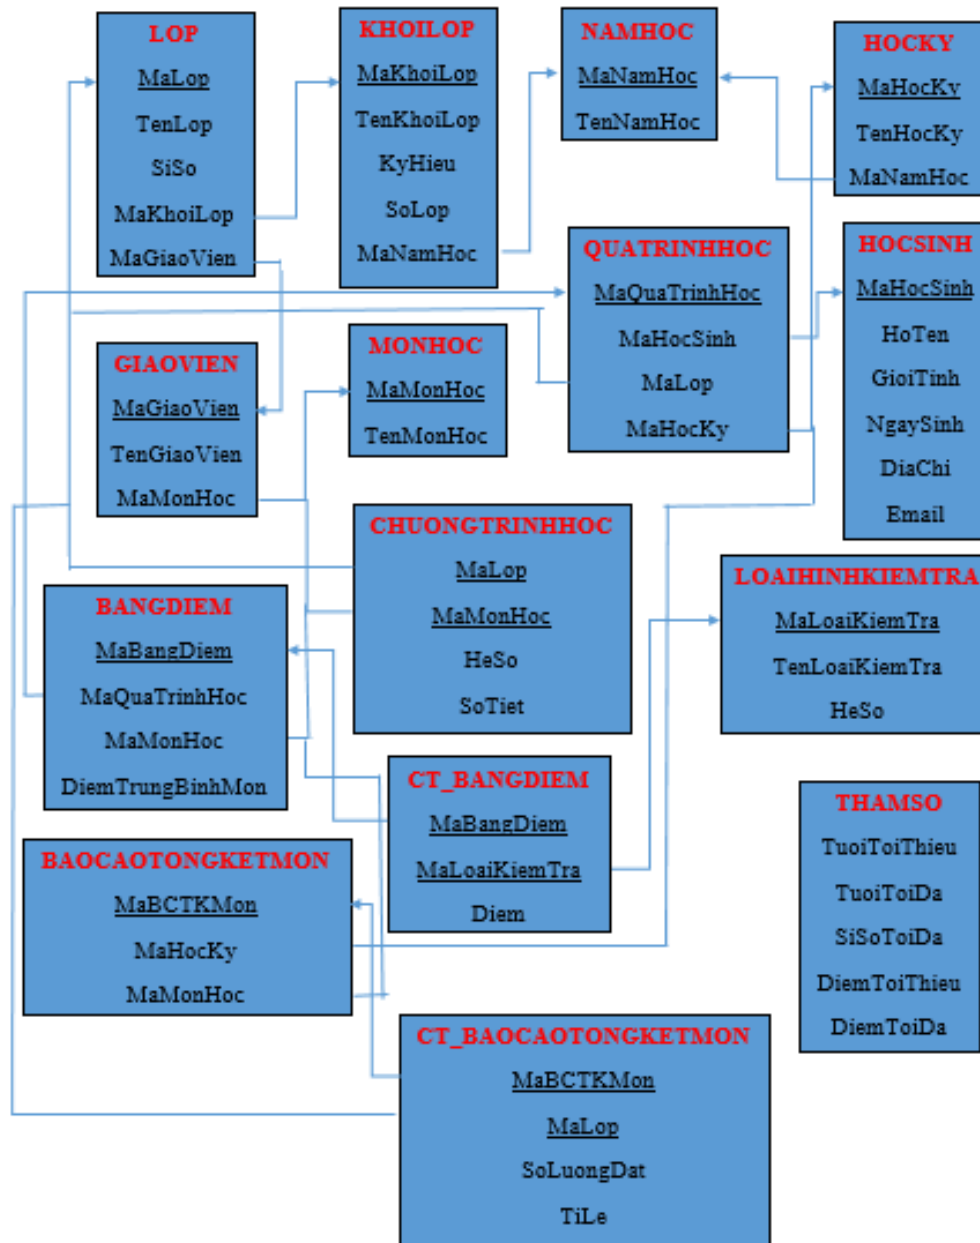 LOP
MaLop
TenLop
SiSo
MaKhoiLop
MaGiaoVien
KHOILOP
MaKhoiLop
TenKhoiLop
KyHieu
SoLop
MaNamHoc
NAMHOC
MaNamHoc
TenNamHoc
HOCKY
MaHocKy
TenHocKy
MaNamHoc
QUATRINHHOC
MaQuaTrinhHoc
MaHocSinh
MaLop
MaHocKy
HOCSINH
MaHocSinh
HoTen
GioiTinh
NgaySinh
DiaChi
Email
GIAOVIEN
MaGiaoVien
TenGiaoVien
MaMonHoc
MONHOC
MaMonHoc
TenMonHoc
CHUONGTRINHHOC
MaLop
MaMonHoc
HeSo
SoTiet
LOAIHINHKIEMTRA
MaLoaiKiemTra
TenLoaiKiemTra
HeSo
BANGDIEM
MaBangDiem
MaQuaTrinhHoc
MaMonHoc
DiemTrungBinhMon
CT_BANGDIEM
MaBangDiem
MaLoaiKiemTra
Diem
THAMSO
TuoiToiThieu
TuoiToiDa
SiSoToiDa
DiemToiThieu
DiemToiDa
BAOCAOTONGKETMON
MaBCTKMon
MaHocKy
MaMonHoc
CT_BAOCAOTONGKETMON
MaBCTKMon
MaLop
SoLuongDat
TiLe